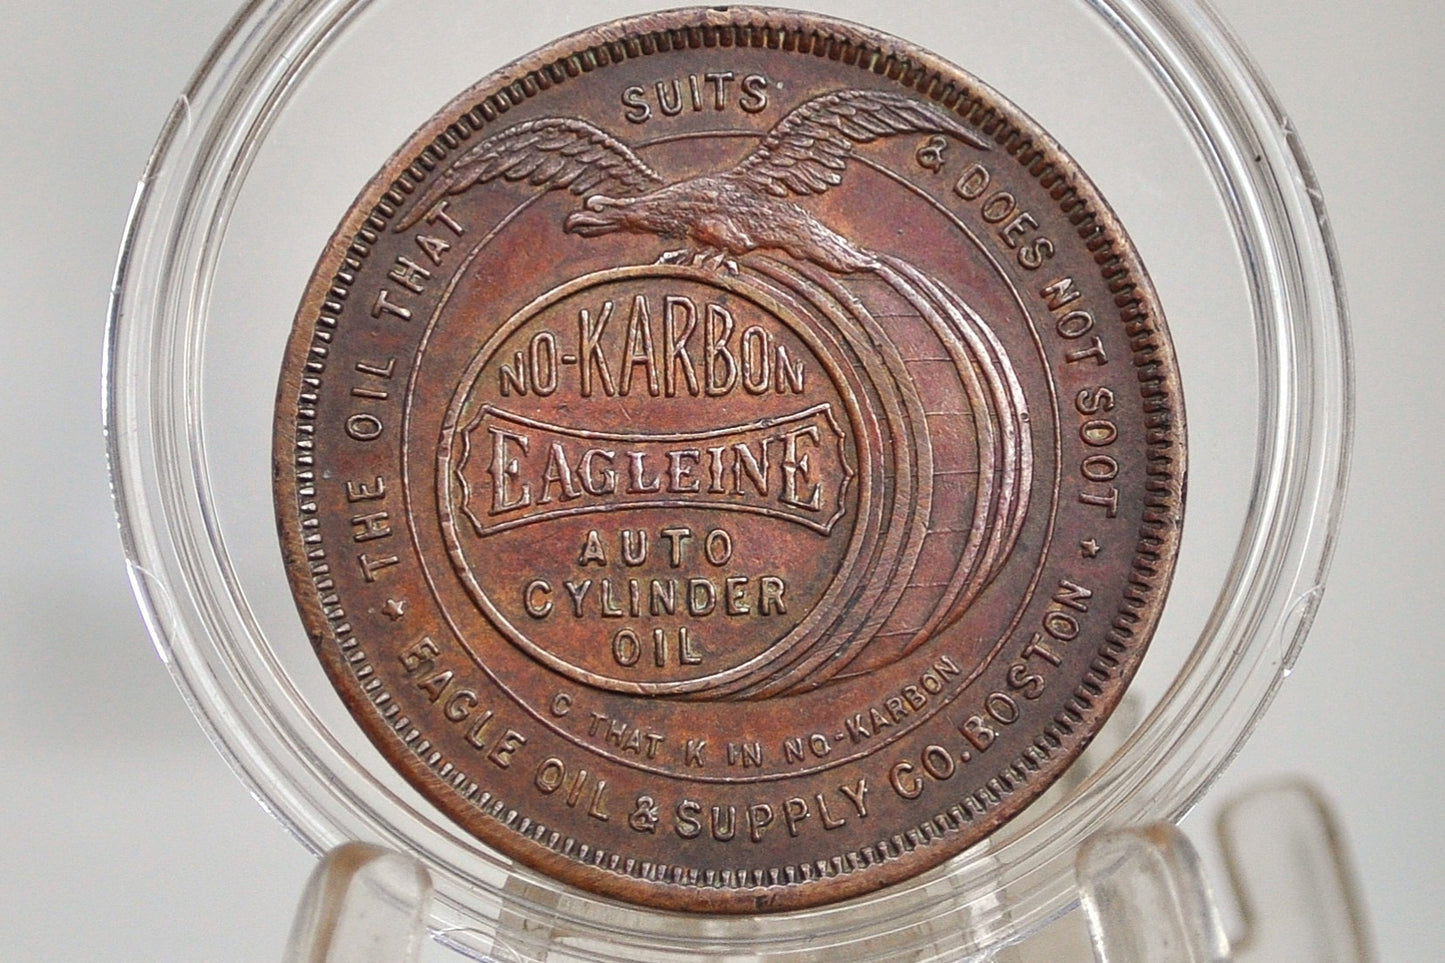 THE OIL THAT SUITS & DOES NOT SOOT
NO-KARBON
EAGLEINE
AUTO
CYLINDER
OIL
C THAT K IN NO-KARBON
EAGLE OIL & SUPPLY CO. BOSTON